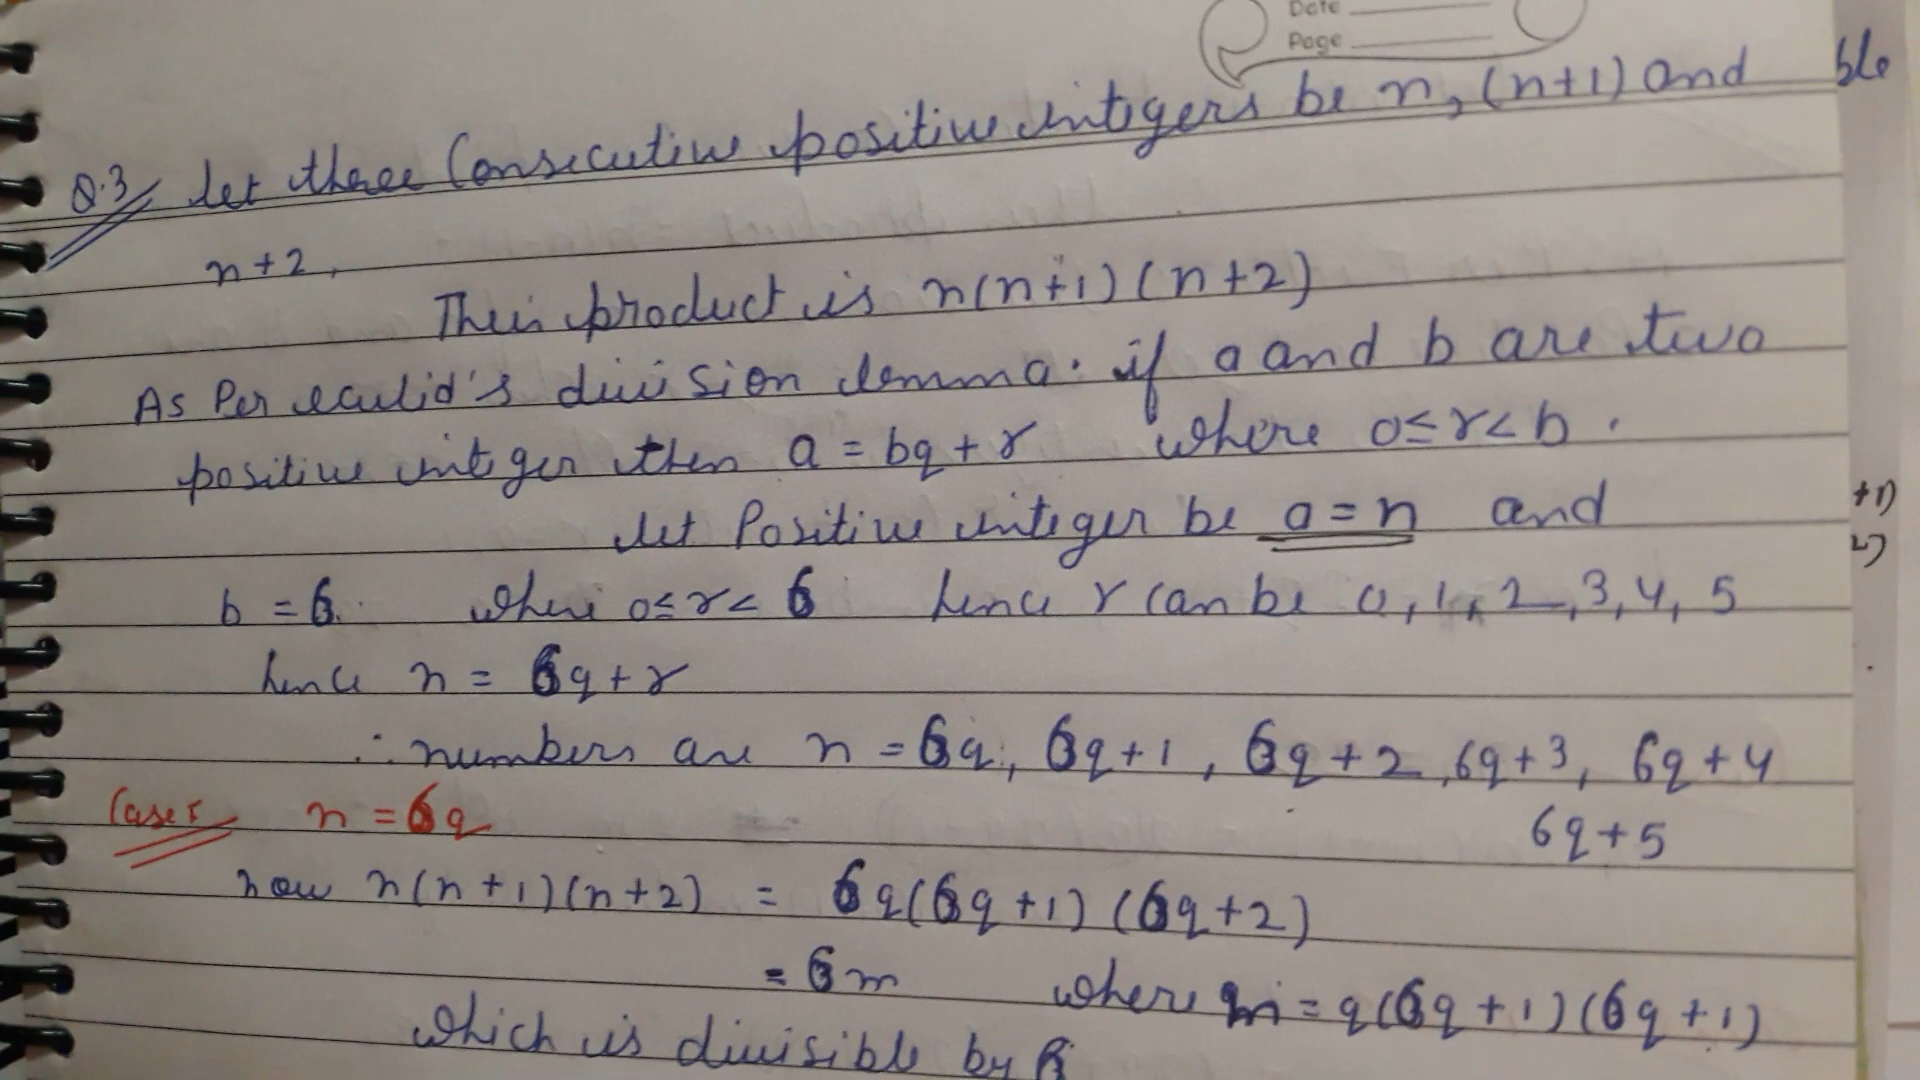 Date
Page
Q.3 let three Consecutive positive intigers be n, (n+1) and ble
n+2,
Their product is n(n+1)(n+2)
As Per eculid's division lemma. if a and b are two
positive intiger then a = bq + r where 0≤r<b.
let Positive integer be a=n and +1)
b = 6. where 0≤r< 6 hence r can be 0, 1, 2, 3, 4, 5
hence n = 6q + r
∴ numbers are n = 6q, 6q+1, 6q+2, 6q+3, 6q+4
6q+5
Case I n = 6q
now n(n+1)(n+2) = 6q(6q+1)(6q+2)
= 6m where m = q(6q+1)(6q+1)
which is divisible by 6